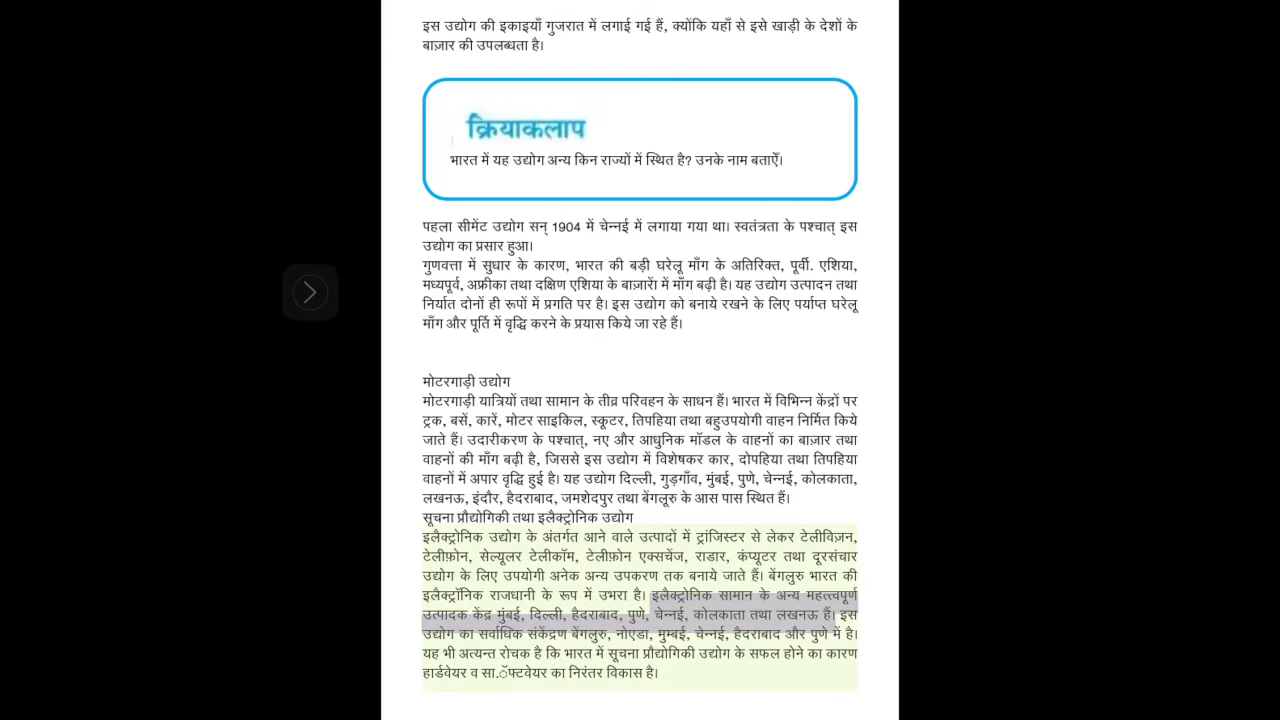 इस उद्योग की इकाइयाँ गुजरात में लगाई गई हैं, क्योंकि यहाँ से इसे खाड़ी के देशों के
बाज़ार की उपलब्धता है।
क्रियाकलाप
भारत में यह उद्योग अन्य किन राज्यों में स्थित है? उनके नाम बताएँ।
पहला सीमेंट उद्योग सन् 1904 में चेन्नई में लगाया गया था। स्वतंत्रता के पश्चात् इस
उद्योग का प्रसार हुआ।
गुणवत्ता में सुधार के कारण, भारत की बड़ी घरेलू माँग के अतिरिक्त, पूर्वी. एशिया,
मध्यपूर्व, अफ्रीका तथा दक्षिण एशिया के बाज़ारेां में माँग बढ़ी है। यह उद्योग उत्पादन तथा
निर्यात दोनों ही रूपों में प्रगति पर है। इस उद्योग को बनाये रखने के लिए पर्याप्त घरेलू
माँग और पूर्ति में वृद्धि करने के प्रयास किये जा रहे हैं।
मोटरगाड़ी उद्योग
मोटरगाड़ी यात्रियों तथा सामान के तीव्र परिवहन के साधन हैं। भारत में विभिन्न केंद्रों पर
ट्रक, बसें, कारें, मोटर साइकिल, स्कूटर, तिपहिया तथा बहुउपयोगी वाहन निर्मित किये
जाते हैं। उदारीकरण के पश्चात्, नए और आधुनिक मॉडल के वाहनों का बाज़ार तथा
वाहनों की माँग बढ़ी है, जिससे इस उद्योग में विशेषकर कार, दोपहिया तथा तिपहिया
वाहनों में अपार वृद्धि हुई है। यह उद्योग दिल्ली, गुड़गाँव, मुंबई, पुणे, चेन्नई, कोलकाता,
लखनऊ, इंदौर, हैदराबाद, जमशेदपुर तथा बेंगलूरु के आस पास स्थित हैं।
सूचना प्रौद्योगिकी तथा इलैक्ट्रोनिक उद्योग
इलैक्ट्रोनिक उद्योग के अंतर्गत आने वाले उत्पादों में ट्रांजिस्टर से लेकर टेलीविज़न,
टेलीफ़ोन, सेल्यूलर टेलीकॉम, टेलीफ़ोन एक्सचेंज, राडार, कंप्यूटर तथा दूरसंचार
उद्योग के लिए उपयोगी अनेक अन्य उपकरण तक बनाये जाते हैं। बेंगलुरु भारत की
इलैक्ट्रॉनिक राजधानी के रूप में उभरा है। इलैक्ट्रोनिक सामान के अन्य महत्त्वपूर्ण
उत्पादक केंद्र मुंबई, दिल्ली, हैदराबाद, पुणे, चेन्नई, कोलकाता तथा लखनऊ हैं। इस
उद्योग का सर्वाधिक संकेंद्रण बेंगलुरु, नोएडा, मुम्बई, चेन्नई, हैदराबाद और पुणे में है।
यह भी अत्यन्त रोचक है कि भारत में सूचना प्रौद्योगिकी उद्योग के सफल होने का कारण
हार्डवेयर व सा.ॅफ्टवेयर का निरंतर विकास है।